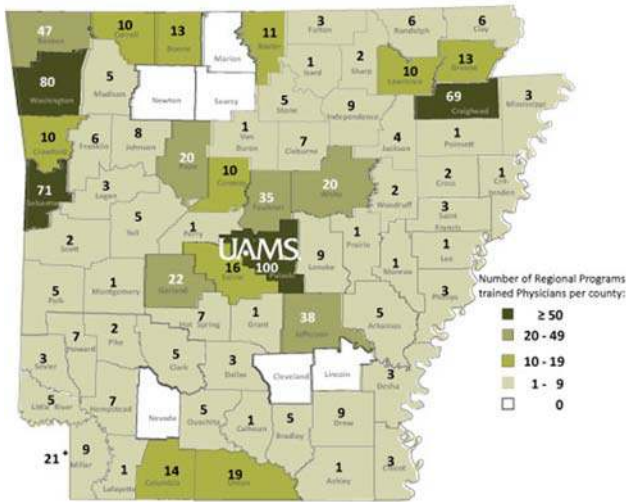 47
Benton
10
Carroll
13
Boone
Marion
11
Baxter
3
Fulton
6
Randolph
6
Clay
80
Washington
5
Madison
Newton
Searcy
1
Izard
2
Sharp
10
Lawrence
13
Greene
5
Stone
9
Independence
69
Craighead
3
Mississippi
10
Crawford
6
Franklin
8
Johnson
20
Pope
1
Van
Buren
7
Cleburne
4
Jackson
1
Poinsett
71
Sebastian
3
Logan
10
Conway
35
Faulkner
20
White
2
Woodruff
2
Cross
1
Crit-
tenden
3
Saint
Francis
2
Scott
5
Yell
1
Perry
UAMS
16
Saline
100
Pulaski
9
Lonoke
1
Prairie
1
Monroe
1
Lee
3
Phillips
5
Polk
1
Montgomery
22
Garland
7
Hot Spring
1
Grant
38
Jefferson
5
Arkansas
3
Sevier
7
Howard
2
Pike
5
Clark
3
Dallas
Cleveland
Lincoln
3
Desha
5
Little River
7
Hempstead
Nevada
5
Ouachita
1
Calhoun
5
Bradley
9
Drew
21 *
9
Miller
1
Lafayette
14
Columbia
19
Union
1
Ashley
3
Chicot
Number of Regional Programs
trained Physicians per county:
≥ 50
20 - 49
10 - 19
1 - 9
0